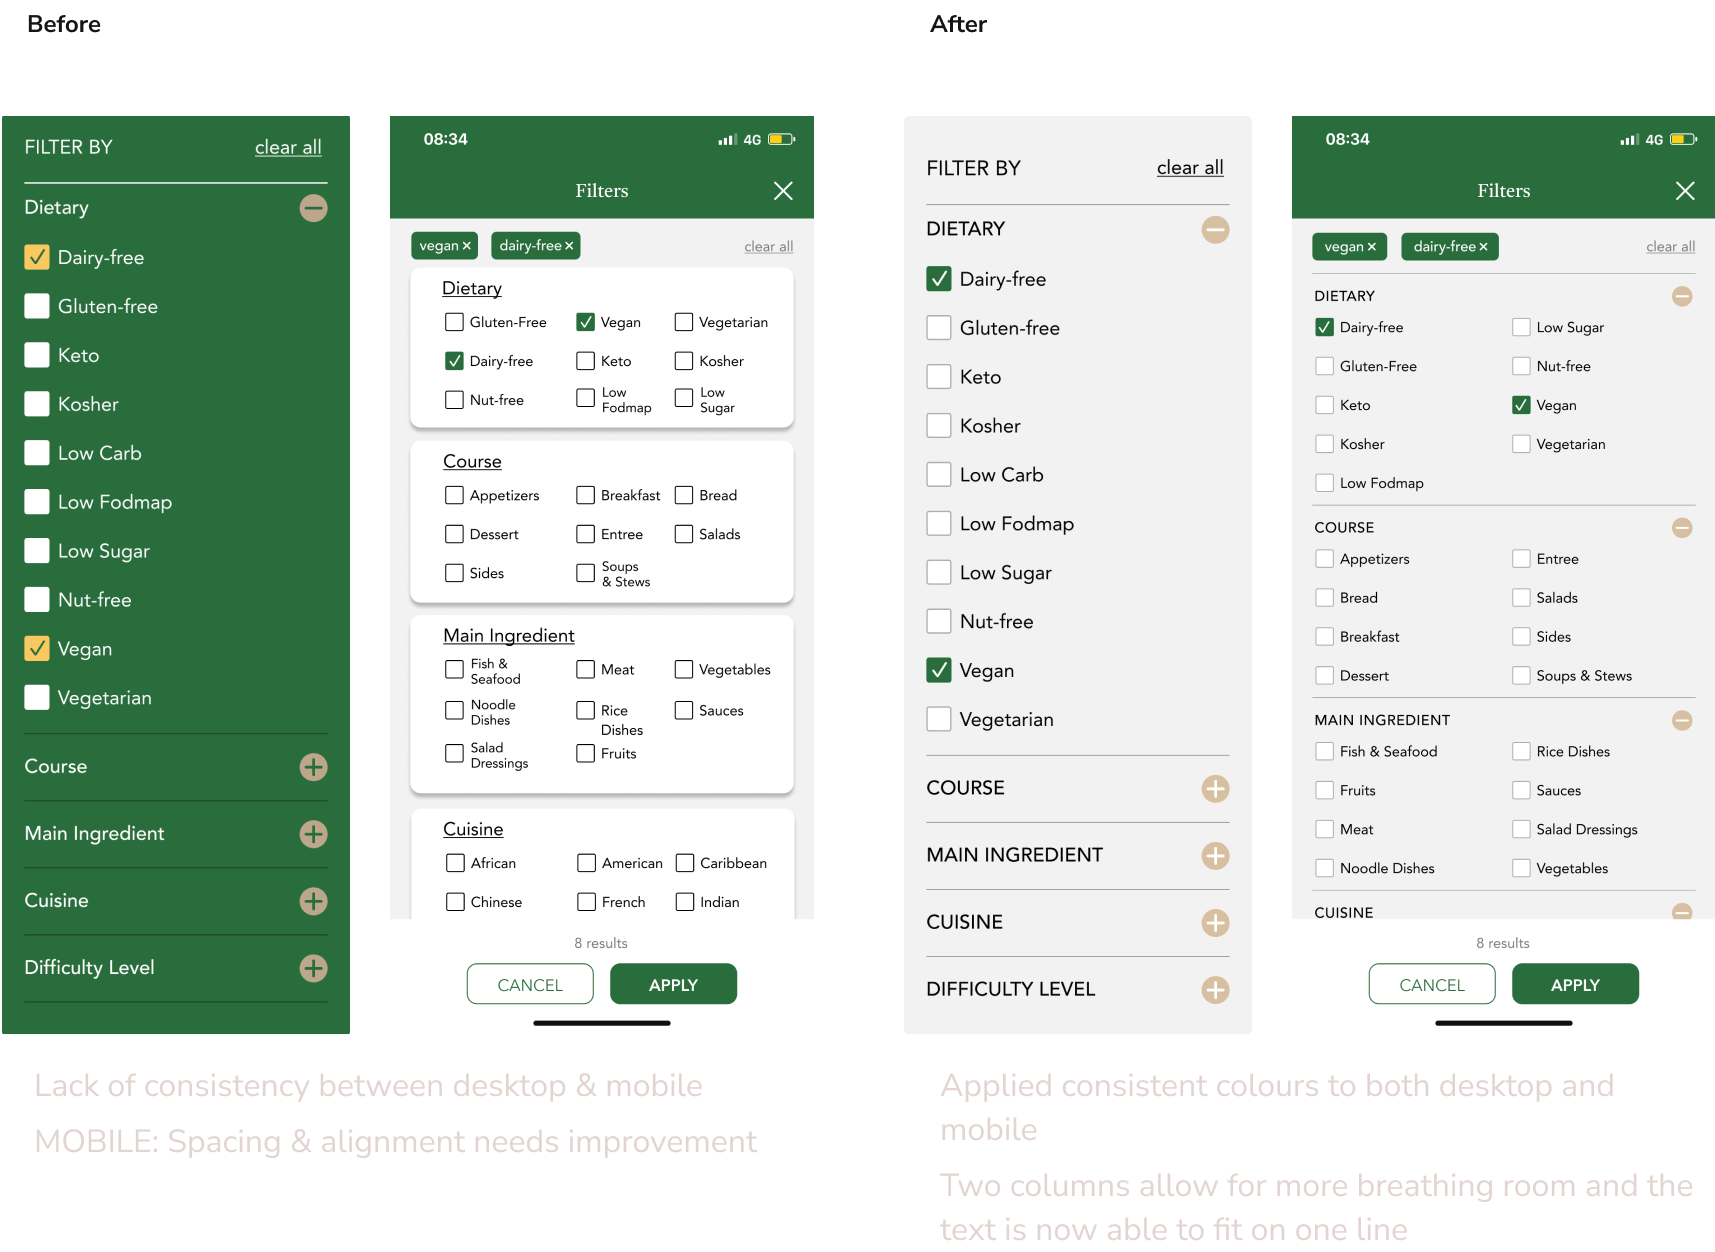 Before
FILTER BY clear all
Dietary
Dairy-free
Gluten-free
Keto
Kosher
Low Carb
Low Fodmap
Low Sugar
Nut-free
Vegan
Vegetarian
Course
Main Ingredient
Cuisine
Difficulty Level
08:34 4G
Filters
vegan × dairy-free × clear all
Dietary
Gluten-Free Vegan Vegetarian
Dairy-free Keto Kosher
Nut-free Low Fodmap Low Sugar
Course
Appetizers Breakfast Bread
Dessert Entree Salads
Sides Soups & Stews
Main Ingredient
Fish & Seafood Meat Vegetables
Noodle Dishes Rice Dishes Sauces
Salad Dressings Fruits
Cuisine
African American Caribbean
Chinese French Indian
8 results
CANCEL APPLY
Lack of consistency between desktop & mobile
MOBILE: Spacing & alignment needs improvement
After
FILTER BY clear all
DIETARY
Dairy-free
Gluten-free
Keto
Kosher
Low Carb
Low Fodmap
Low Sugar
Nut-free
Vegan
Vegetarian
COURSE
MAIN INGREDIENT
CUISINE
DIFFICULTY LEVEL
08:34 4G
Filters
vegan × dairy-free × clear all
DIETARY
Dairy-free Low Sugar
Gluten-Free Nut-free
Keto Vegan
Kosher Vegetarian
Low Fodmap
COURSE
Appetizers Entree
Bread Salads
Breakfast Sides
Dessert Soups & Stews
MAIN INGREDIENT
Fish & Seafood Rice Dishes
Fruits Sauces
Meat Salad Dressings
Noodle Dishes Vegetables
CUISINE
8 results
CANCEL APPLY
Applied consistent colours to both desktop and
mobile
Two columns allow for more breathing room and the
text is now able to fit on one line